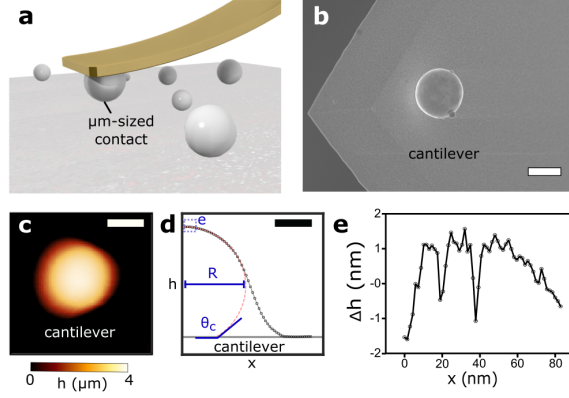 a
μm-sized
contact
b
cantilever
c
cantilever
0 h (μm) 4
d
e
h
R
θc
cantilever
x
e
Δh (nm)
2
1
-0
-1
-2
0 20 40 60 80
x (nm)